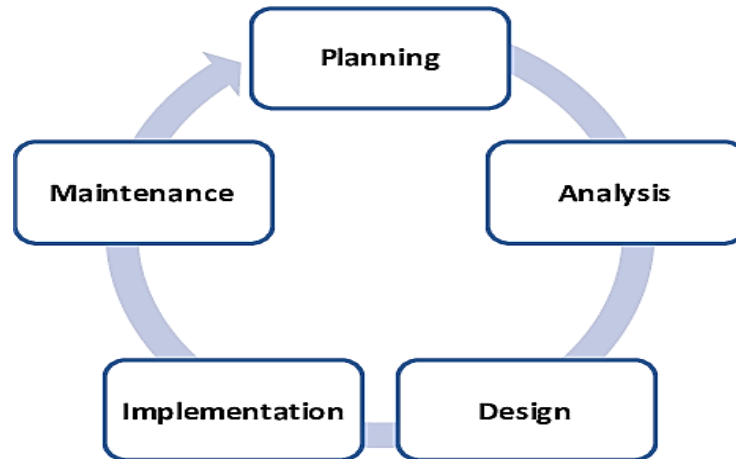 Planning
Analysis
Design
Implementation
Maintenance